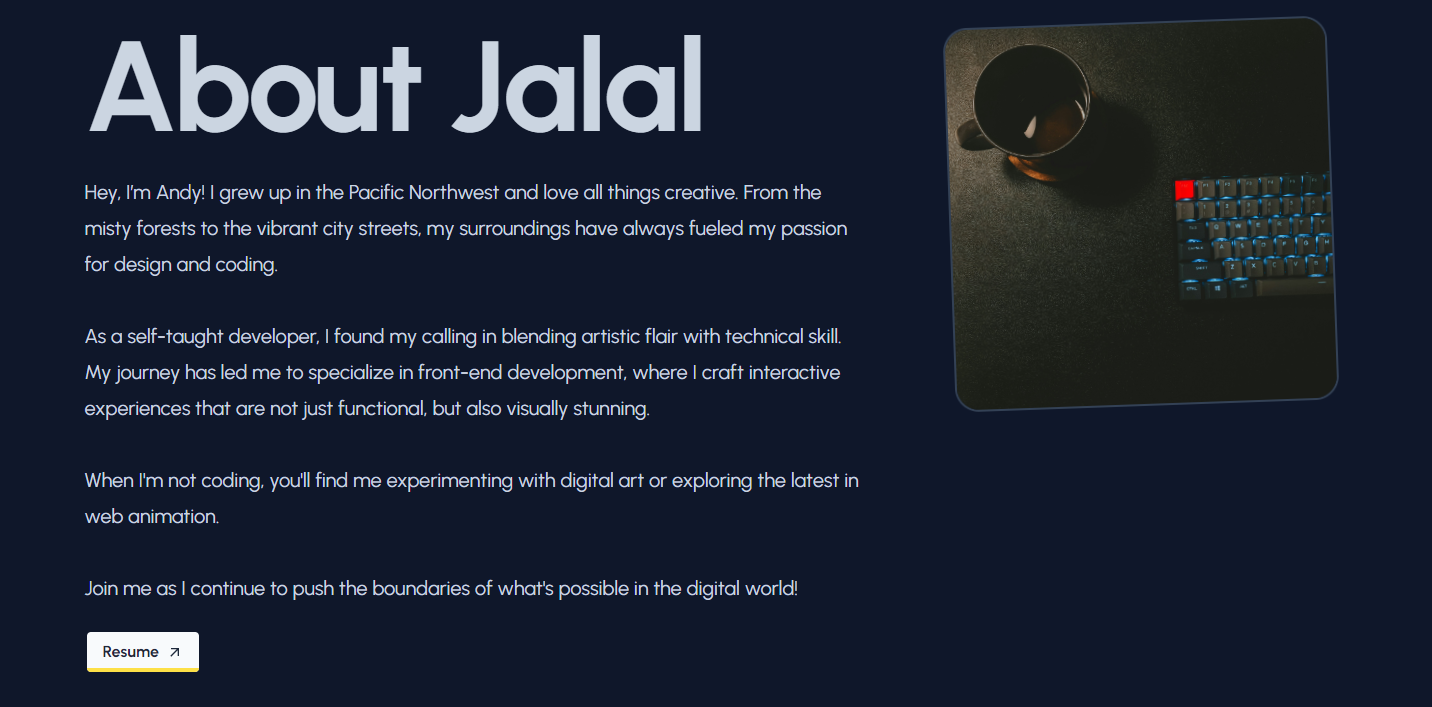 About Jalal
Hey, I’m Andy! I grew up in the Pacific Northwest and love all things creative. From the
misty forests to the vibrant city streets, my surroundings have always fueled my passion
for design and coding.
As a self-taught developer, I found my calling in blending artistic flair with technical skill.
My journey has led me to specialize in front-end development, where I craft interactive
experiences that are not just functional, but also visually stunning.
When I'm not coding, you'll find me experimenting with digital art or exploring the latest in
web animation.
Join me as I continue to push the boundaries of what's possible in the digital world!
Resume